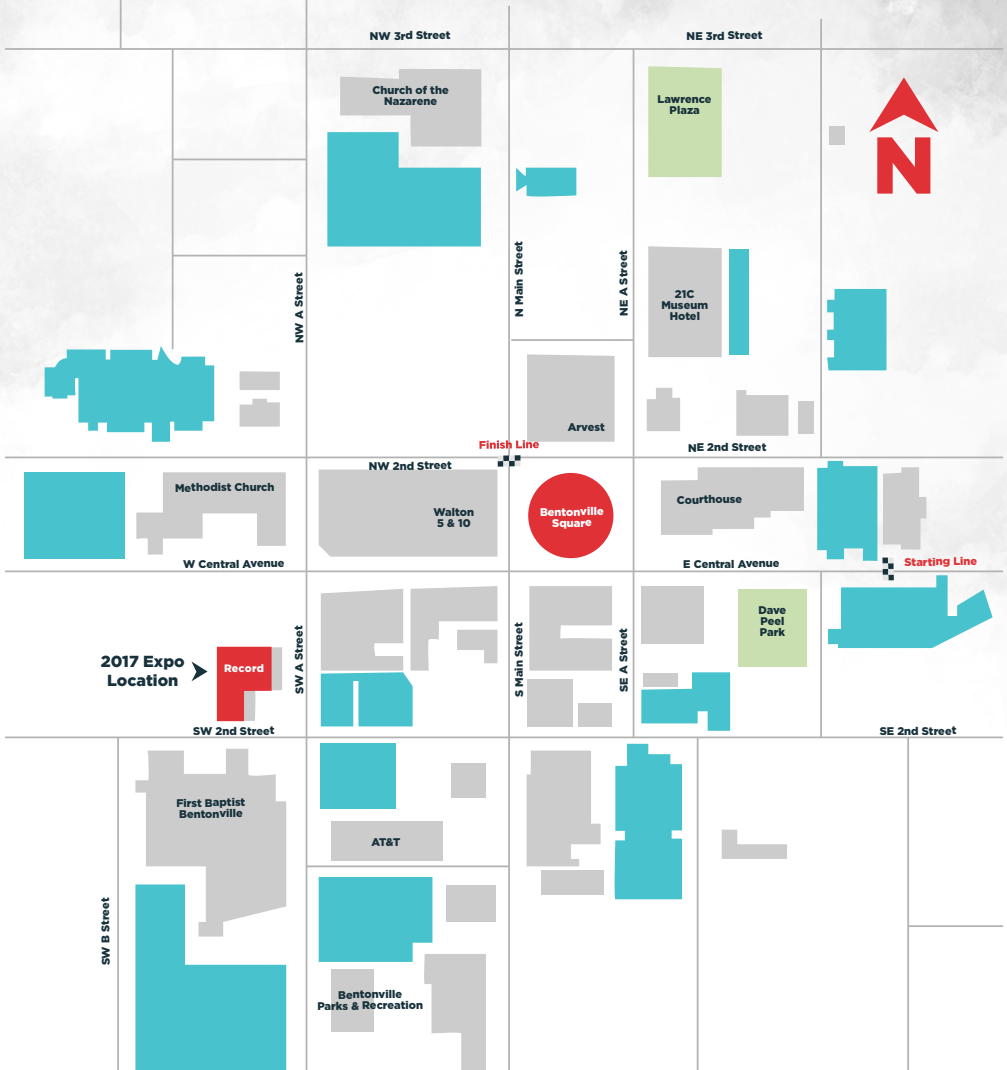 NW 3rd Street
NE 3rd Street
Church of the
Nazarene
Lawrence
Plaza
N
N Main Street
NE A Street
NW A Street
21C
Museum
Hotel
Arvest
Finish Line
NE 2nd Street
NW 2nd Street
Methodist Church
Walton
5 & 10
Bentonville
Square
Courthouse
W Central Avenue
E Central Avenue
Starting Line
Dave
Peel
Park
SW A Street
S Main Street
SE A Street
2017 Expo
Location
Record
SW 2nd Street
SE 2nd Street
First Baptist
Bentonville
AT&T
SW B Street
Bentonville
Parks & Recreation